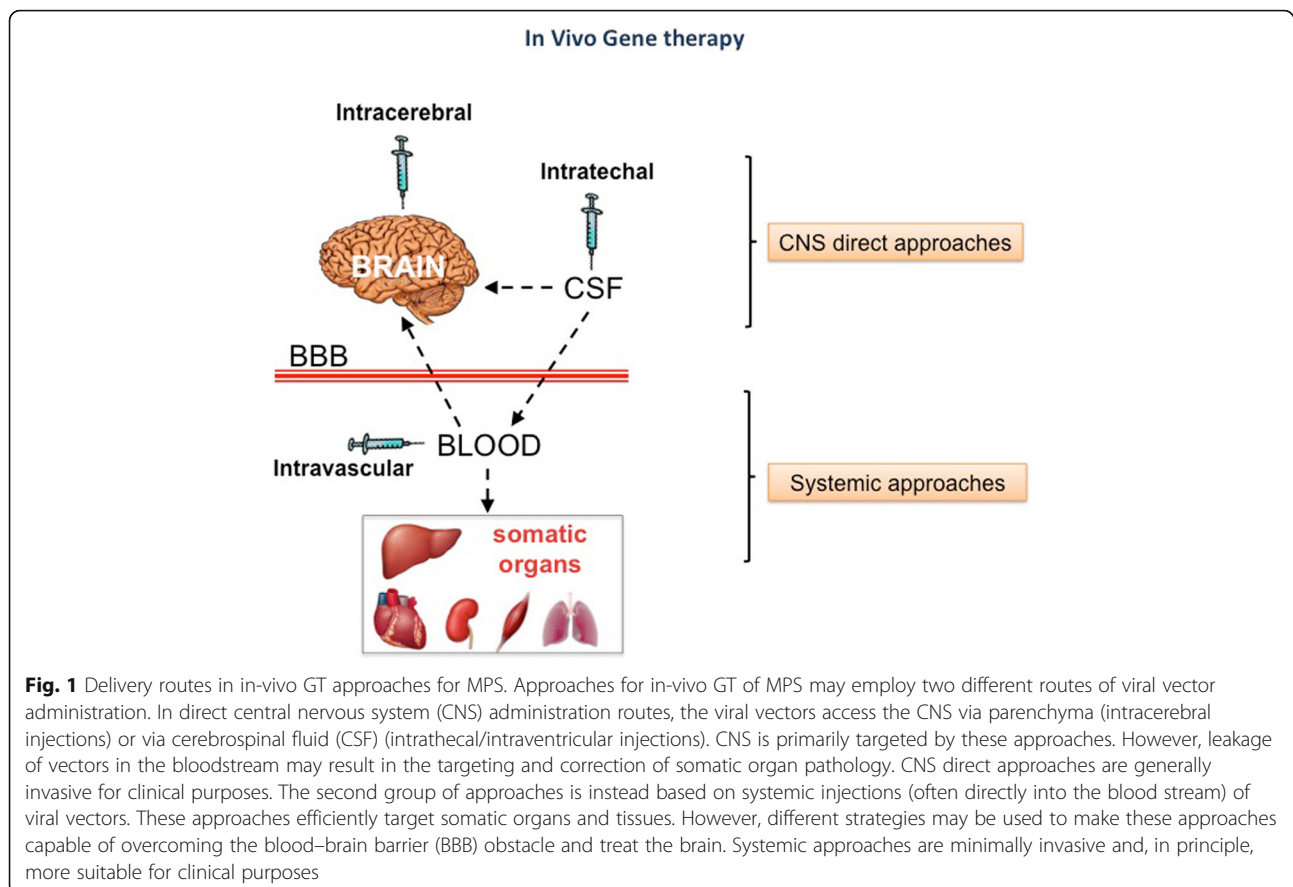 In Vivo Gene therapy
Intracerebral
Intratechal
BRAIN
CSF
CNS direct approaches
BBB
BLOOD
Intravascular
Systemic approaches
somatic
organs
Fig. 1 Delivery routes in in-vivo GT approaches for MPS. Approaches for in-vivo GT of MPS may employ two different routes of viral vector
administration. In direct central nervous system (CNS) administration routes, the viral vectors access the CNS via parenchyma (intracerebral
injections) or via cerebrospinal fluid (CSF) (intrathecal/intraventricular injections). CNS is primarily targeted by these approaches. However, leakage
of vectors in the bloodstream may result in the targeting and correction of somatic organ pathology. CNS direct approaches are generally
invasive for clinical purposes. The second group of approaches is instead based on systemic injections (often directly into the blood stream) of
viral vectors. These approaches efficiently target somatic organs and tissues. However, different strategies may be used to make these approaches
capable of overcoming the blood–brain barrier (BBB) obstacle and treat the brain. Systemic approaches are minimally invasive and, in principle,
more suitable for clinical purposes